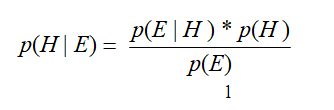 p(H | E) = p(E | H ) * p(H) / p(E)
1